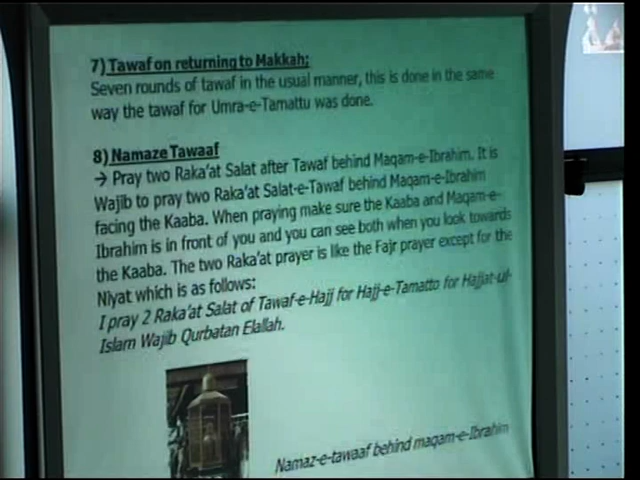 7) Tawaf on returning to Makkah:
Seven rounds of tawaf in the usual manner, this is done in the same
way the tawaf for Umra-e-Tamattu was done.
8) Namaze Tawaaf
→ Pray two Raka'at Salat after Tawaf behind Maqam-e-Ibrahim. It is
Wajib to pray two Raka'at Salat-e-Tawaf behind Maqam-e-Ibrahim
facing the Kaaba. When praying make sure the Kaaba and Maqam-e-
Ibrahim is in front of you and you can see both when you look towards
the Kaaba. The two Raka'at prayer is like the Fajr prayer except for the
Niyat which is as follows:
I pray 2 Raka'at Salat of Tawaf-e-Hajj for Hajj-e-Tamatto for Hajjat-ul-
Islam Wajib Qurbatan Elallah.
Namaz-e-tawaaf behind maqam-e-Ibrahim